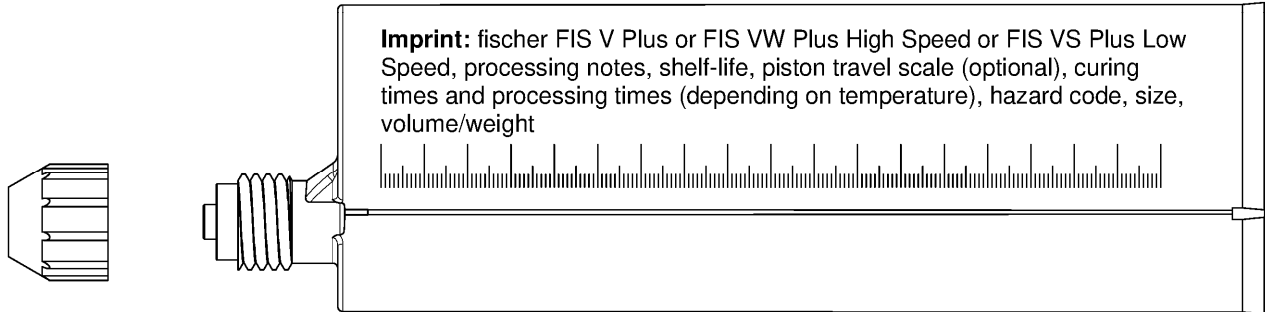 Imprint: fischer FIS V Plus or FIS VW Plus High Speed or FIS VS Plus Low
Speed, processing notes, shelf-life, piston travel scale (optional), curing
times and processing times (depending on temperature), hazard code, size,
volume/weight